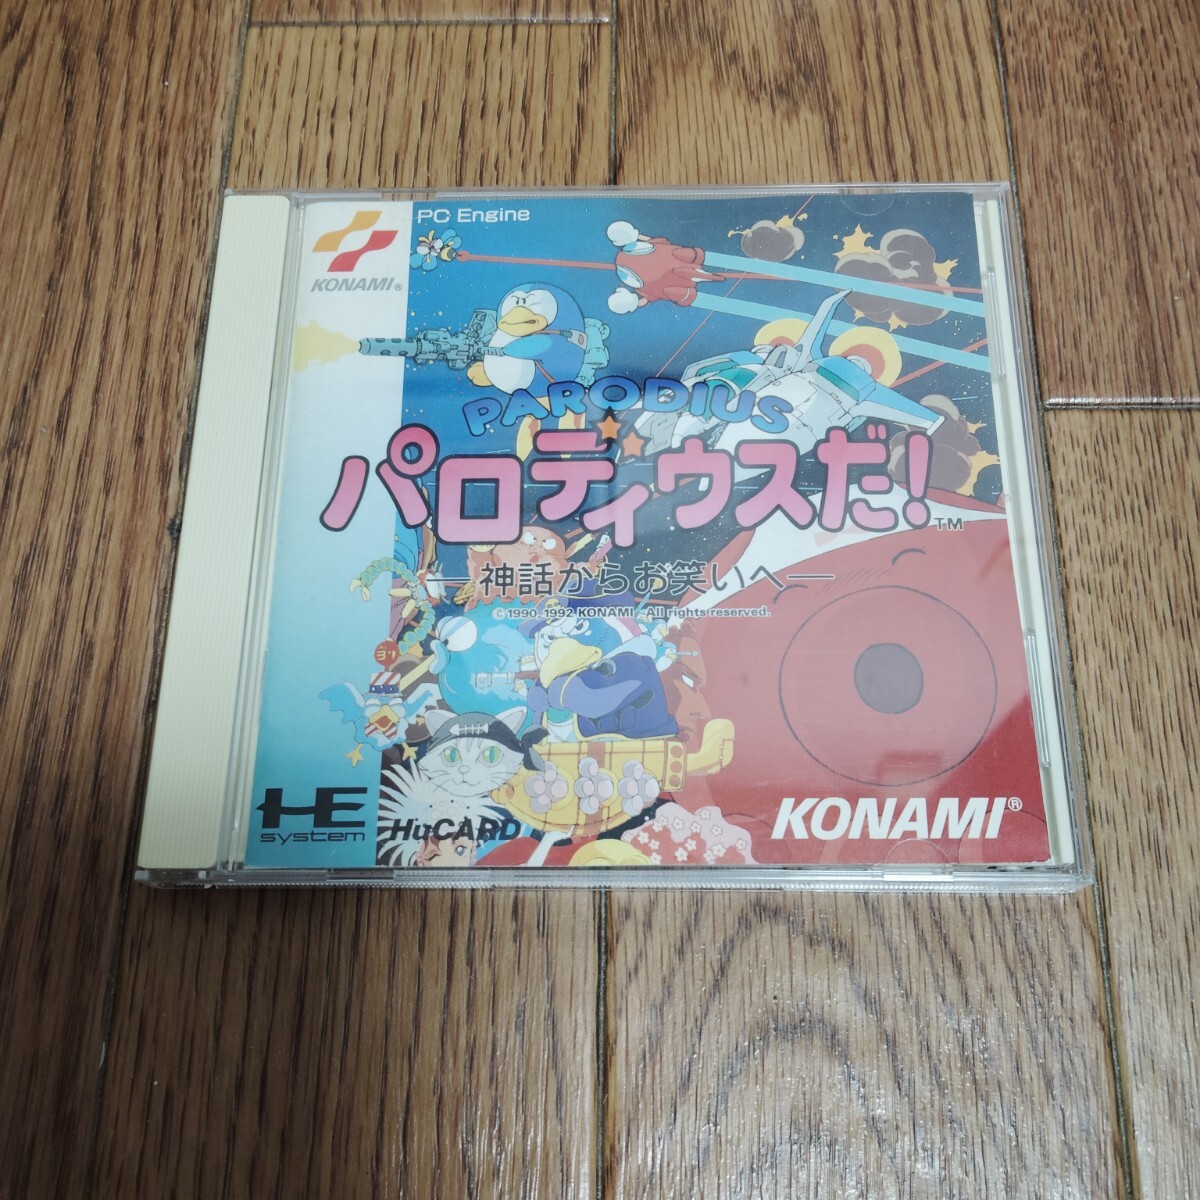 PC Engine
KONAMI®
PARODIUS
パロディウスだ!
TM
—神話からお笑いへ—
© 1990, 1992 KONAMI All rights reserved.
HE
system
HuCARD
KONAMI®